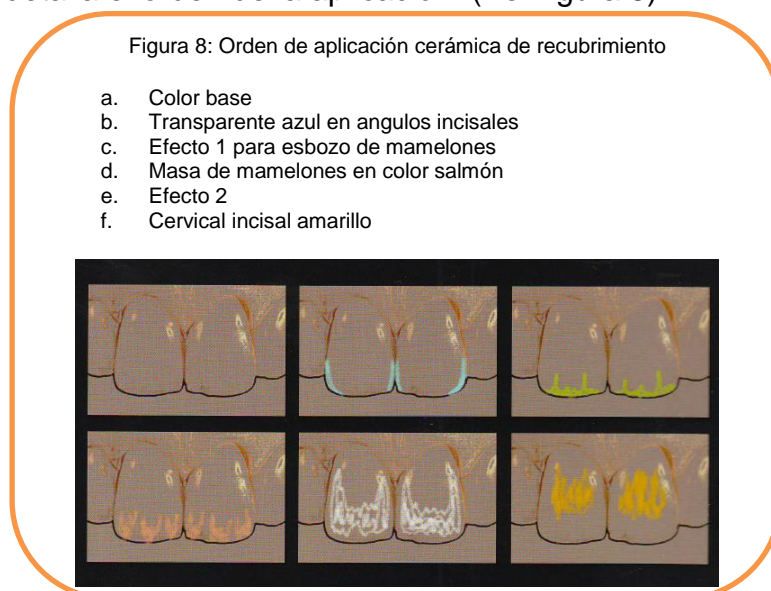 Figura 8: Orden de aplicación cerámica de recubrimiento
a. Color base
b. Transparente azul en angulos incisales
c. Efecto 1 para esbozo de mamelones
d. Masa de mamelones en color salmón
e. Efecto 2
f. Cervical incisal amarillo